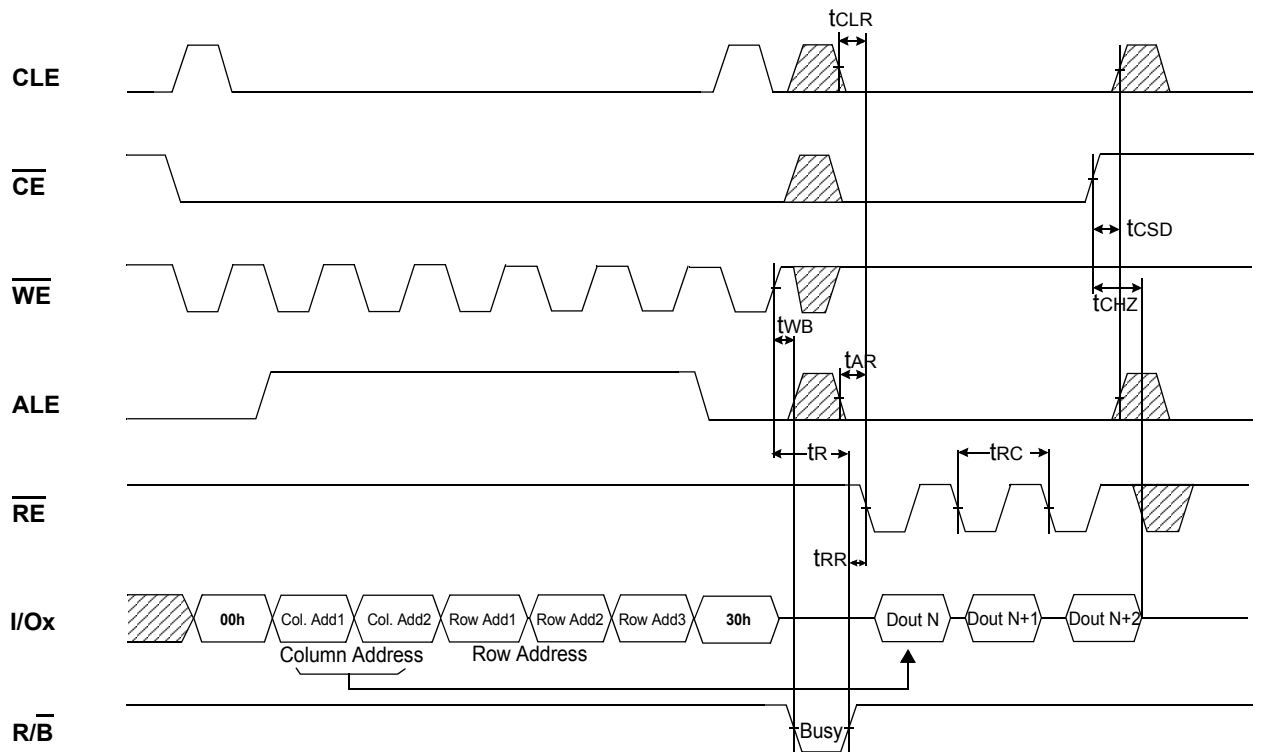 tCLR
CLE
CE
tCSD
WE
tCHZ
tWB
tAR
ALE
tR
tRC
RE
tRR
I/Ox
00h
Col. Add1
Col. Add2
Row Add1
Row Add2
Row Add3
30h
Dout N
Dout N+1
Dout N+2
Column Address
Row Address
R/B
Busy